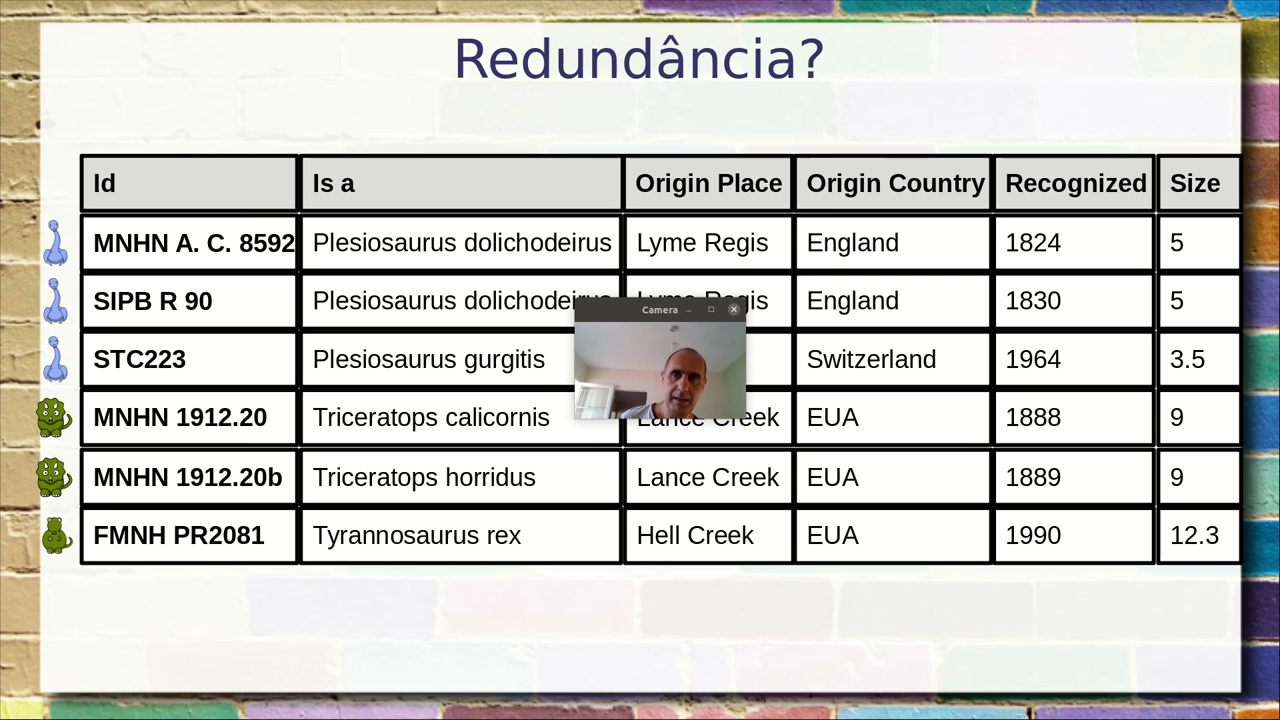 Redundância?
Id Is a Origin Place Origin Country Recognized Size
MNHN A. C. 8592 Plesiosaurus dolichodeirus Lyme Regis England 1824 5
SIPB R 90 Plesiosaurus dolichodeirus Lyme Regis England 1830 5
Camera
STC223 Plesiosaurus gurgitis Switzerland 1964 3.5
MNHN 1912.20 Triceratops calicornis Lance Creek EUA 1888 9
MNHN 1912.20b Triceratops horridus Lance Creek EUA 1889 9
FMNH PR2081 Tyrannosaurus rex Hell Creek EUA 1990 12.3